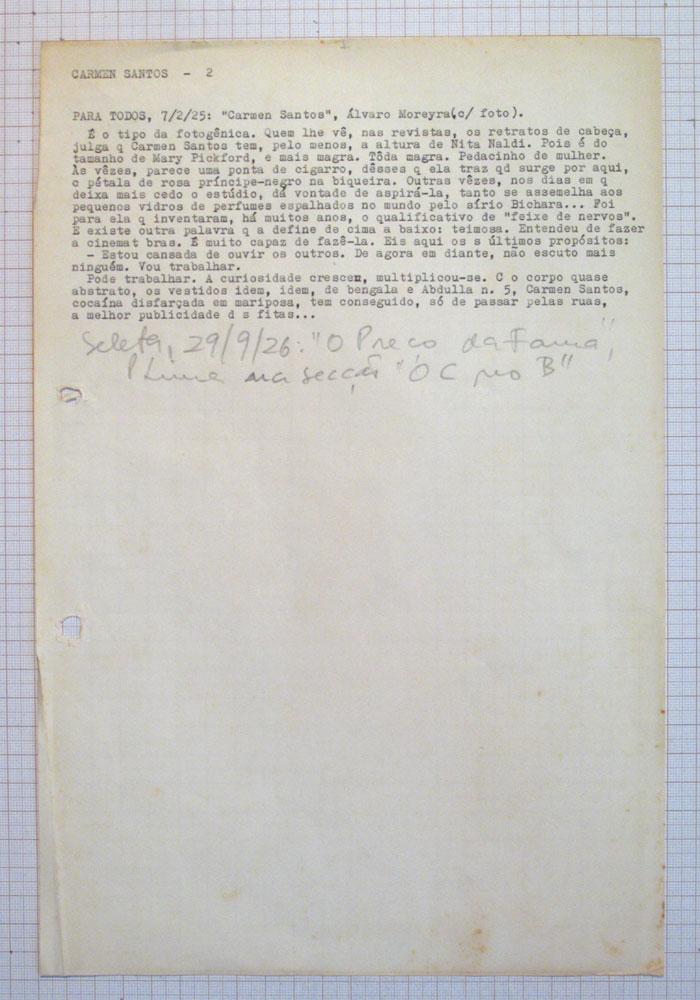 CARMEN SANTOS - 2
PARA TODOS, 7/2/25: "Carmen Santos", Álvaro Moreyra(c/ foto).
É o tipo da fotogênica. Quem lhe vê, nas revistas, os retratos de cabeça,
julga q Carmen Santos tem, pelo menos, a altura de Nita Naldi. Pois é do
tamanho de Mary Pickford, e mais magra. Tôda magra. Pedacinho de mulher.
Às vêzes, parece uma ponta de cigarro, dêsses q ela traz qd surge por aqui,
c pétala de rosa príncipe-negro na biqueira. Outras vêzes, nos dias em q
deixa mais cedo o estúdio, dá vontade de aspirá-la, tanto se assemelha aos
pequenos vidros de perfumes espalhados no mundo pelo sírio Bichara... Foi
para ela q inventaram, há muitos anos, o qualificativo de "feixe de nervos".
E existe outra palavra q a define de cima a baixo: teimosa. Entendeu de fazer
a cinemat bras. É muito capaz de fazê-la. Eis aqui os s últimos propósitos:
- Estou cansada de ouvir os outros. De agora em diante, não escuto mais
ninguém. Vou trabalhar.
Pode trabalhar. A curiosidade cresceu, multiplicou-se. C o corpo quase
abstrato, os vestidos idem, idem, de bengala e Abdulla n. 5, Carmen Santos,
cocaína disfarçada em mariposa, tem conseguido, só de passar pelas ruas,
a melhor publicidade d s fitas...
Seleta, 29/9/26: "O Preço da Fama",
P Lima na secção "O C no B"